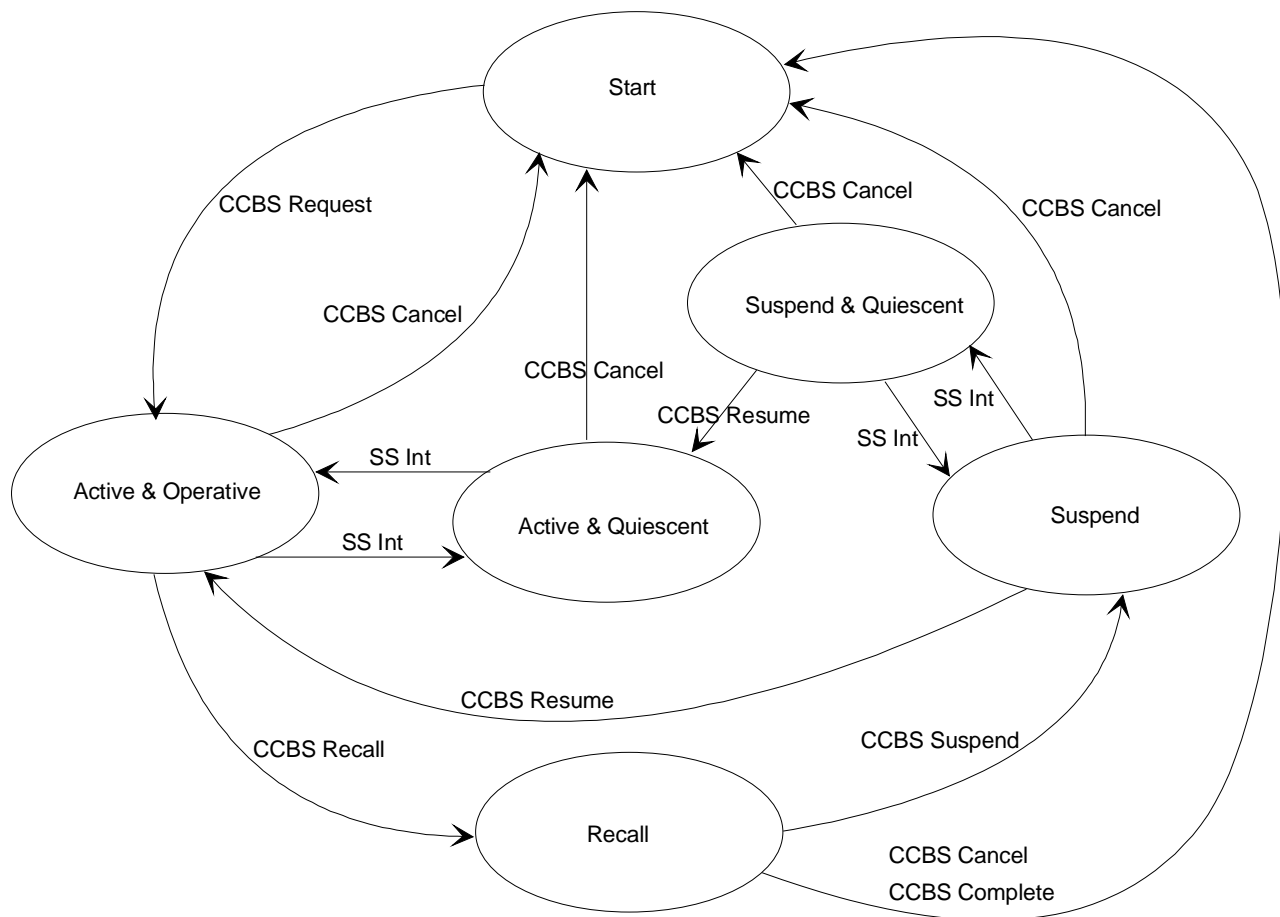 Start
CCBS Request
CCBS Cancel
CCBS Cancel
Suspend & Quiescent
CCBS Cancel
CCBS Cancel
CCBS Resume
SS Int
SS Int
SS Int
Active & Operative
Active & Quiescent
Suspend
SS Int
CCBS Resume
CCBS Recall
CCBS Suspend
Recall
CCBS Cancel
CCBS Complete